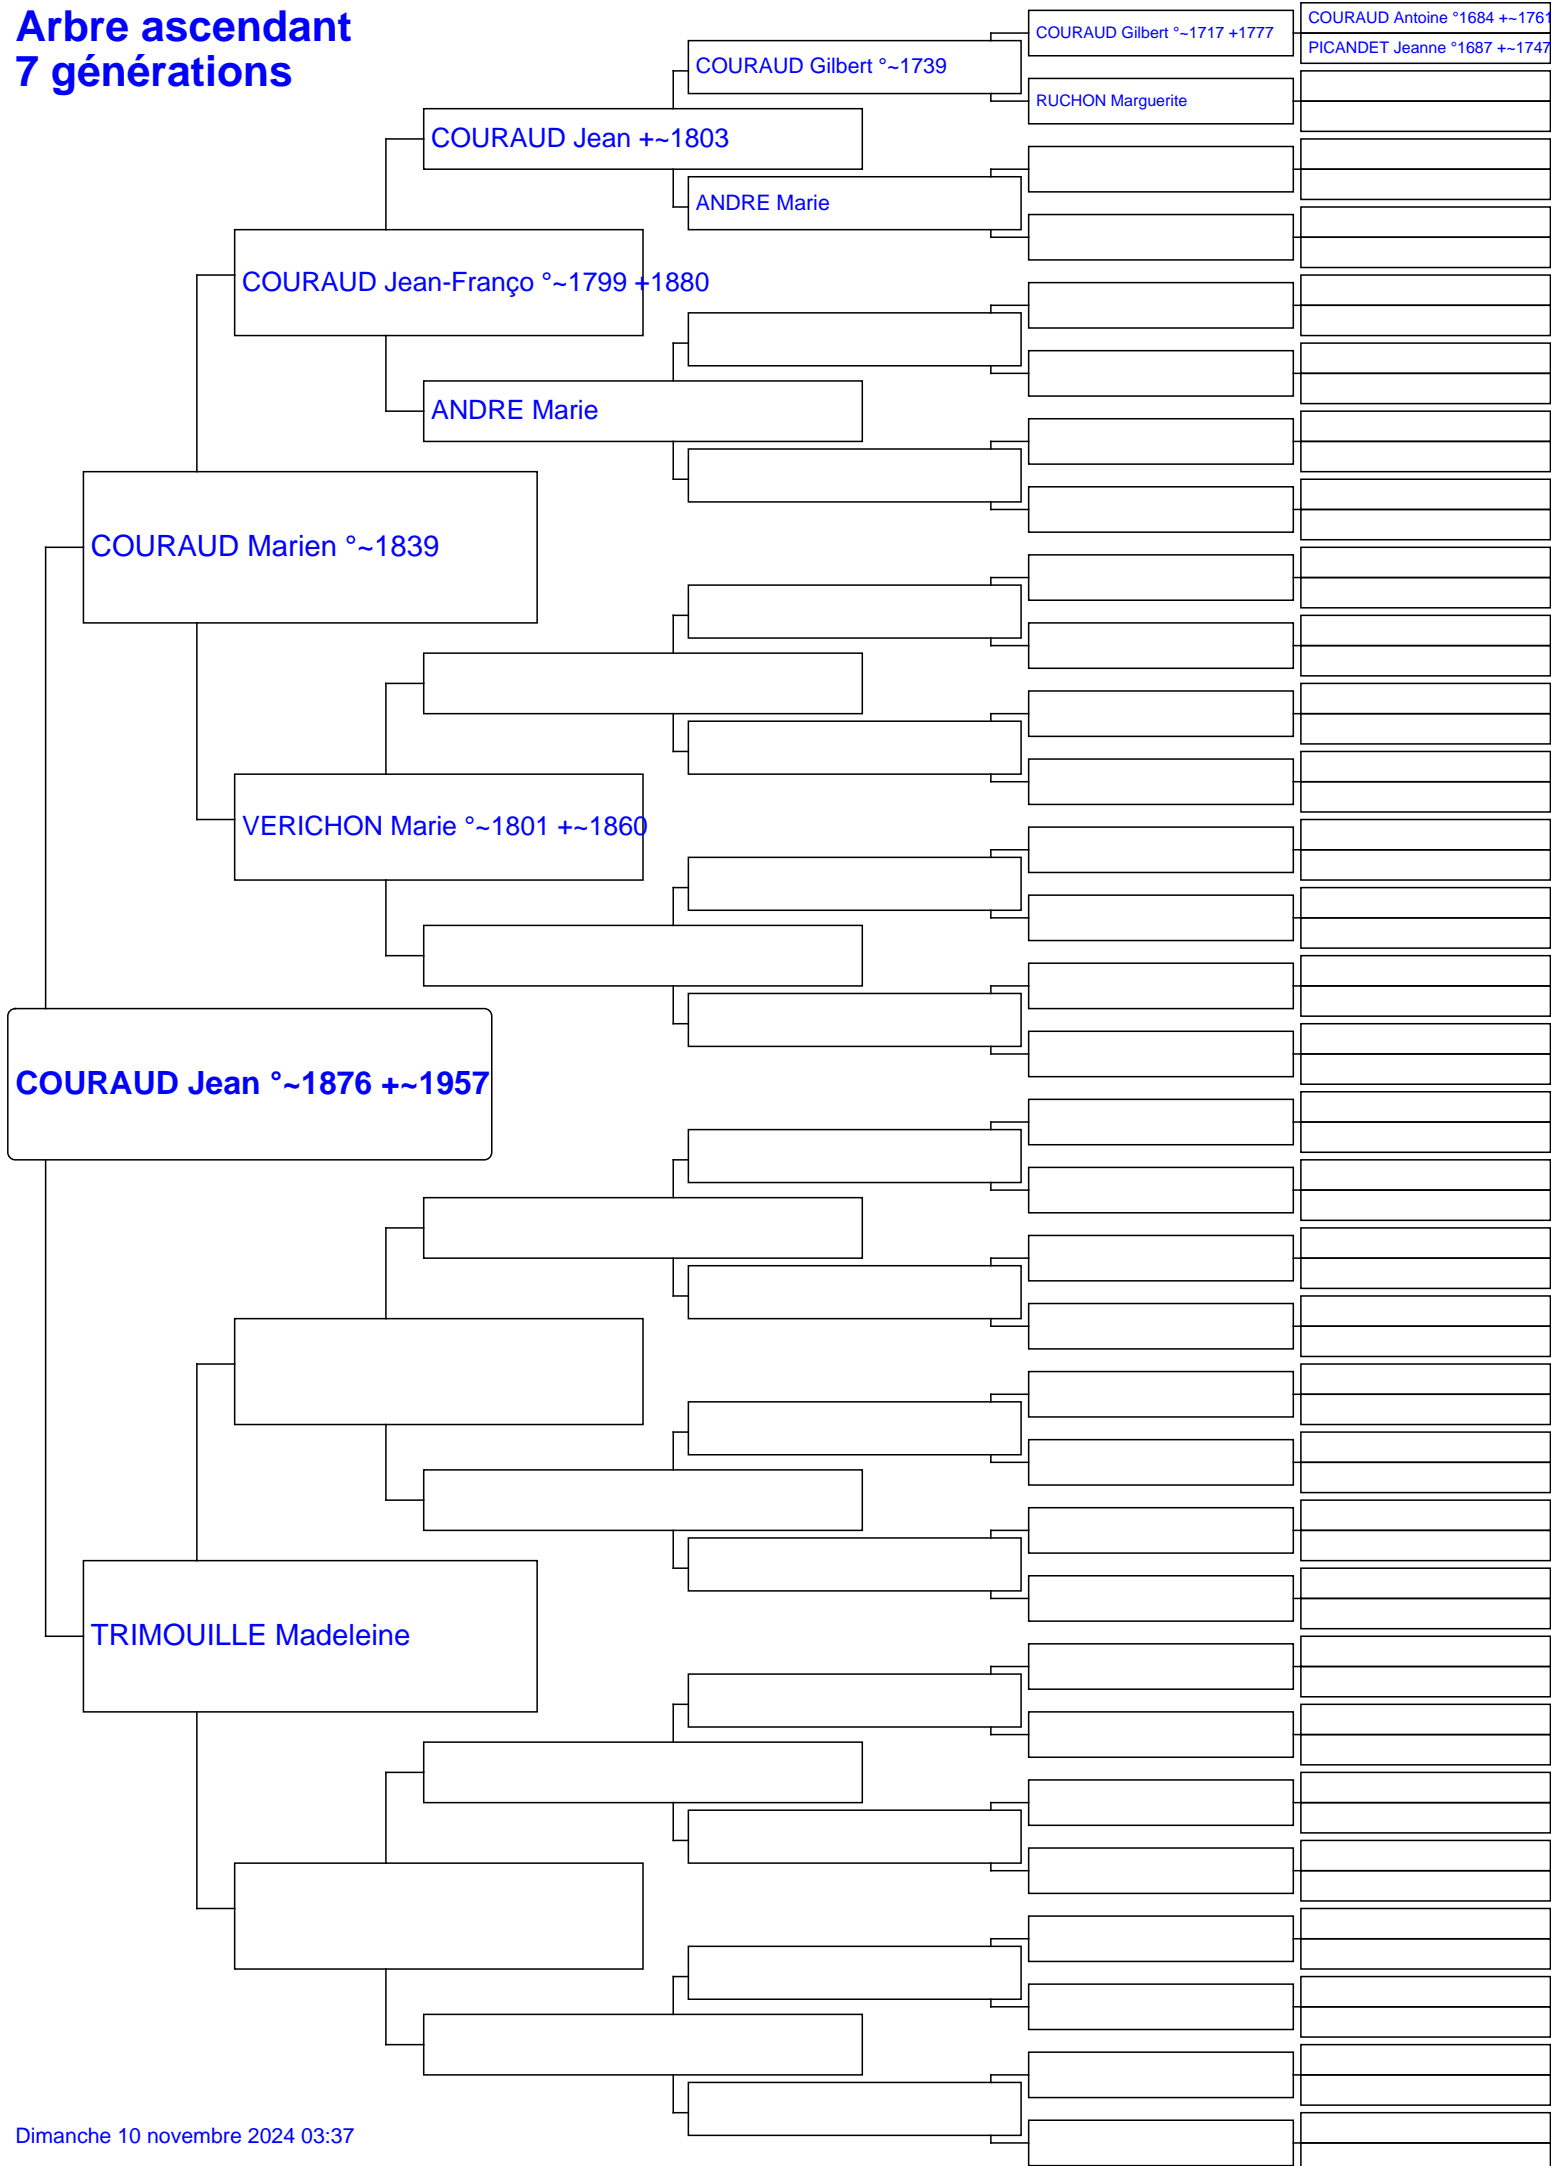 Arbre ascendant
7 générations
COURAUD Antoine °1684 +~1761
COURAUD Gilbert °~1717 +1777
PICANDET Jeanne °1687 +~1747
COURAUD Gilbert °~1739
RUCHON Marguerite
COURAUD Jean +~1803
ANDRE Marie
COURAUD Jean-Franço °~1799 +1880
ANDRE Marie
COURAUD Marien °~1839
VERICHON Marie °~1801 +~1860
COURAUD Jean °~1876 +~1957
TRIMOUILLE Madeleine
Dimanche 10 novembre 2024 03:37